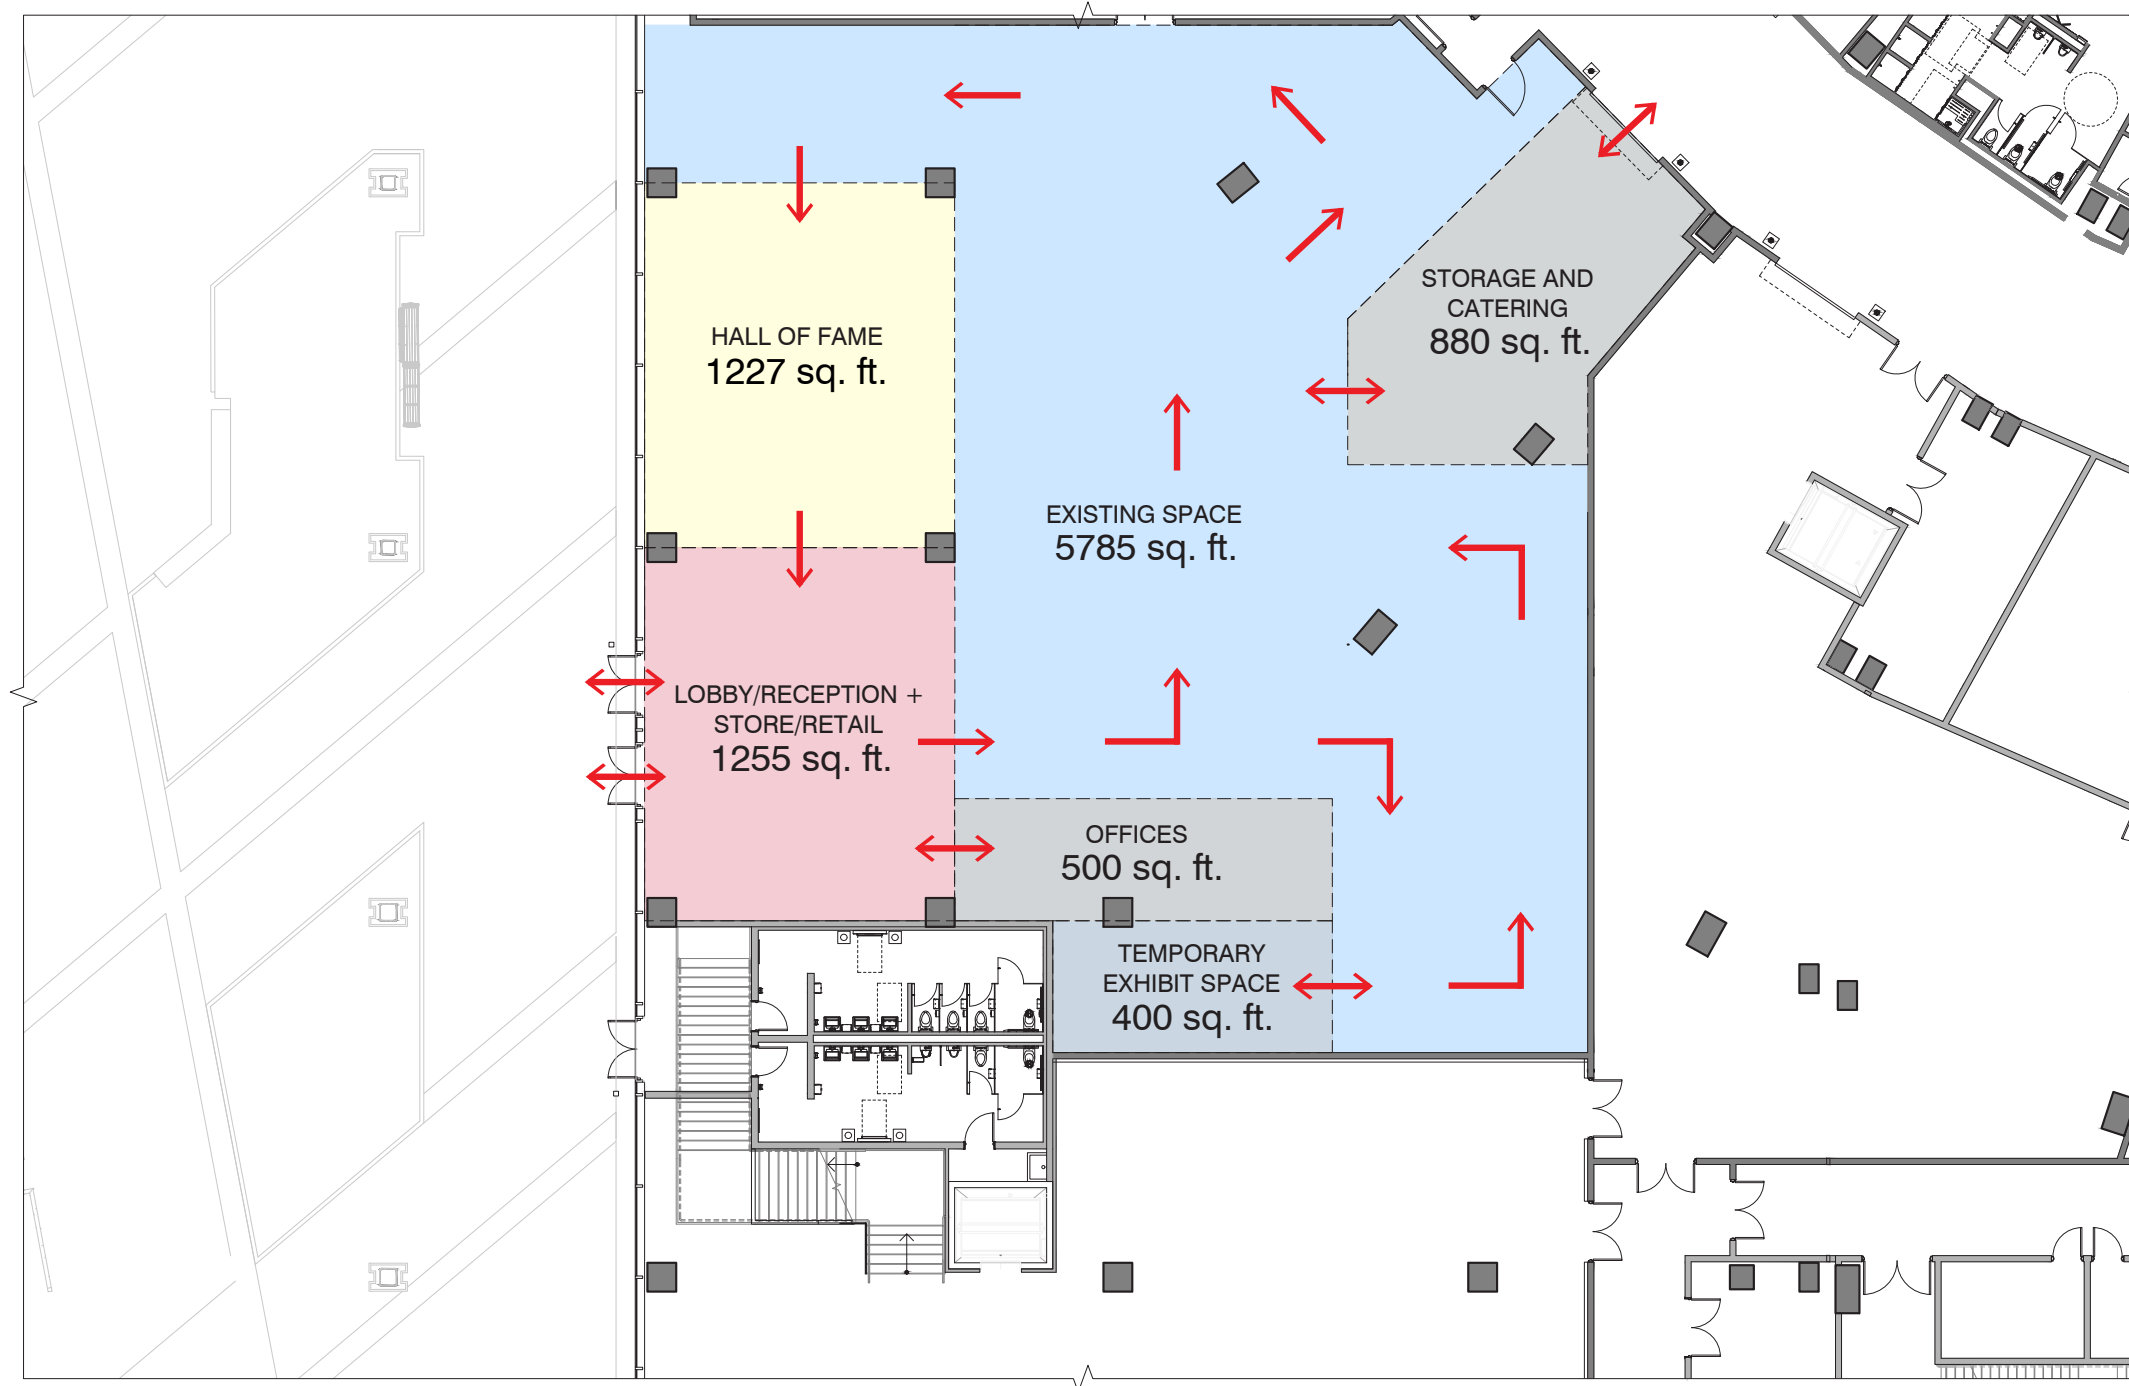 HALL OF FAME
1227 sq. ft.
STORAGE AND
CATERING
880 sq. ft.
EXISTING SPACE
5785 sq. ft.
LOBBY/RECEPTION +
STORE/RETAIL
1255 sq. ft.
OFFICES
500 sq. ft.
TEMPORARY
EXHIBIT SPACE
400 sq. ft.